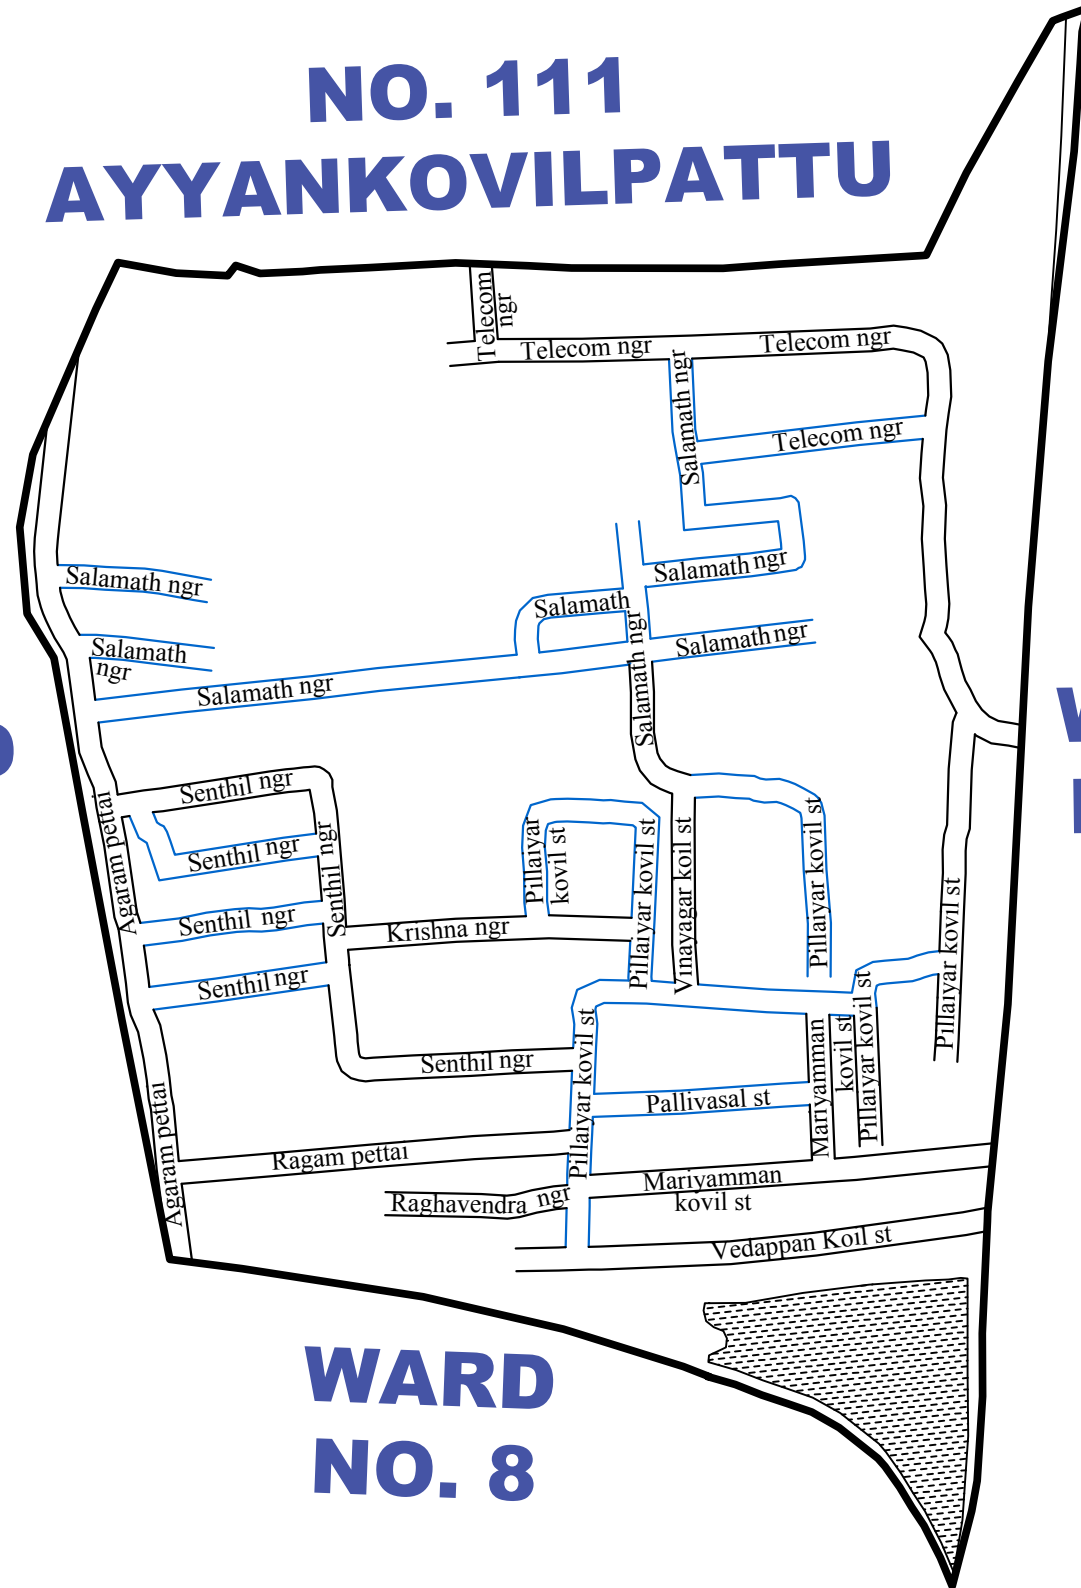 NO. 111
AYYANKOVILPATTU
Telecom
ngr
Telecom ngr
Telecom ngr
Salamath ngr
Telecom ngr
Salamath ngr
Salamath ngr
Salamath
Salamath ngr
Salamath ngr
Salamath
ngr
Salamath ngr
Salamath ngr
Senthil ngr
Agaram pettai
Senthil ngr
Senthil ngr
Senthil ngr
Senthil ngr
Krishna ngr
Pillaiyar
kovil st
Pillaiyar kovil st
Vinayagar koil st
Pillaiyar kovil st
Pillaiyar kovil st
Pillaiyar kovil st
Mariyamman
kovil st
Pillaiyar kovil st
Senthil ngr
Pallivasal st
Agaram pettai
Ragam pettai
Mariyamman
kovil st
Raghavendra ngr
Vedappan Koil st
WARD
NO. 8